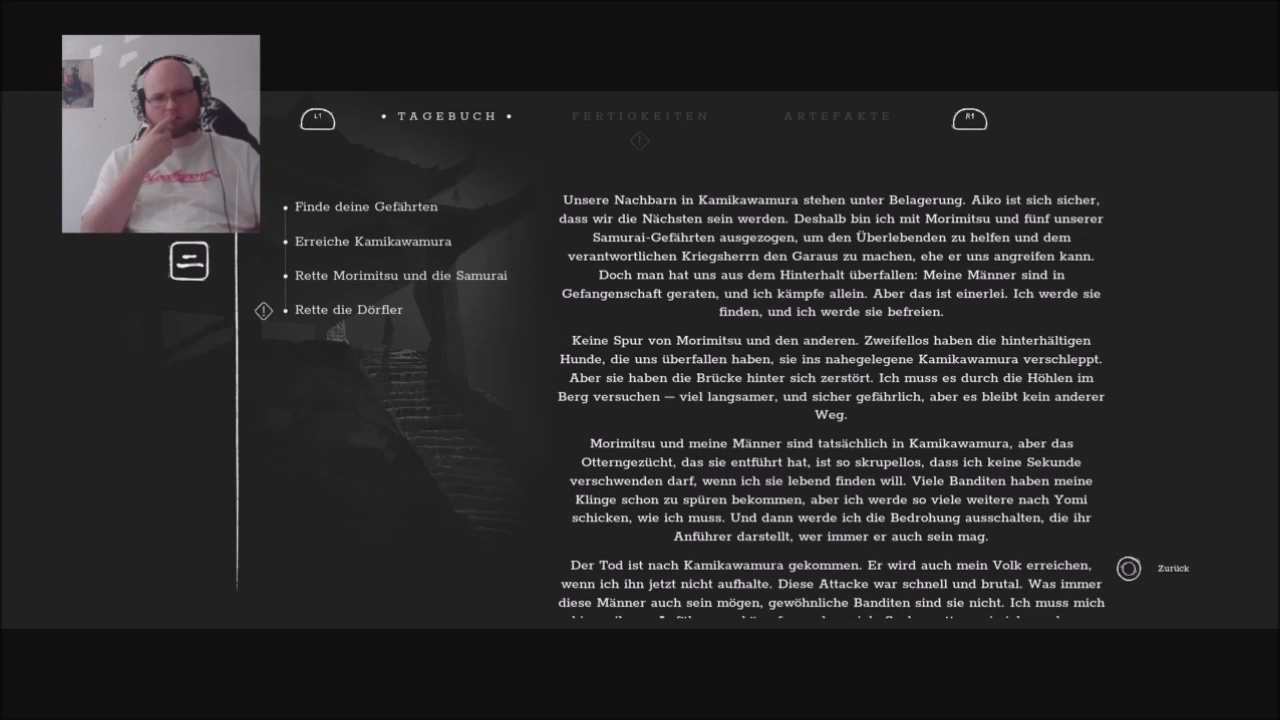 L1
• TAGEBUCH •
FERTIGKEITEN
ARTEFAKTE
R1
二
• Finde deine Gefährten
• Erreiche Kamikawamura
• Rette Morimitsu und die Samurai
! • Rette die Dörfler
Unsere Nachbarn in Kamikawamura stehen unter Belagerung. Aiko ist sich sicher,
dass wir die Nächsten sein werden. Deshalb bin ich mit Morimitsu und fünf unserer
Samurai-Gefährten ausgezogen, um den Überlebenden zu helfen und dem
verantwortlichen Kriegsherrn den Garaus zu machen, ehe er uns angreifen kann.
Doch man hat uns aus dem Hinterhalt überfallen: Meine Männer sind in
Gefangenschaft geraten, und ich kämpfe allein. Aber das ist einerlei. Ich werde sie
finden, und ich werde sie befreien.
Keine Spur von Morimitsu und den anderen. Zweifellos haben die hinterhältigen
Hunde, die uns überfallen haben, sie ins nahegelegene Kamikawamura verschleppt.
Aber sie haben die Brücke hinter sich zerstört. Ich muss es durch die Höhlen im
Berg versuchen — viel langsamer, und sicher gefährlich, aber es bleibt kein anderer
Weg.
Morimitsu und meine Männer sind tatsächlich in Kamikawamura, aber das
Otterngezücht, das sie entführt hat, ist so skrupellos, dass ich keine Sekunde
verschwenden darf, wenn ich sie lebend finden will. Viele Banditen haben meine
Klinge schon zu spüren bekommen, aber ich werde so viele weitere nach Yomi
schicken, wie ich muss. Und dann werde ich die Bedrohung ausschalten, die ihr
Anführer darstellt, wer immer er auch sein mag.
Der Tod ist nach Kamikawamura gekommen. Er wird auch mein Volk erreichen,
wenn ich ihn jetzt nicht aufhalte. Diese Attacke war schnell und brutal. Was immer
diese Männer auch sein mögen, gewöhnliche Banditen sind sie nicht. Ich muss mich
Zurück